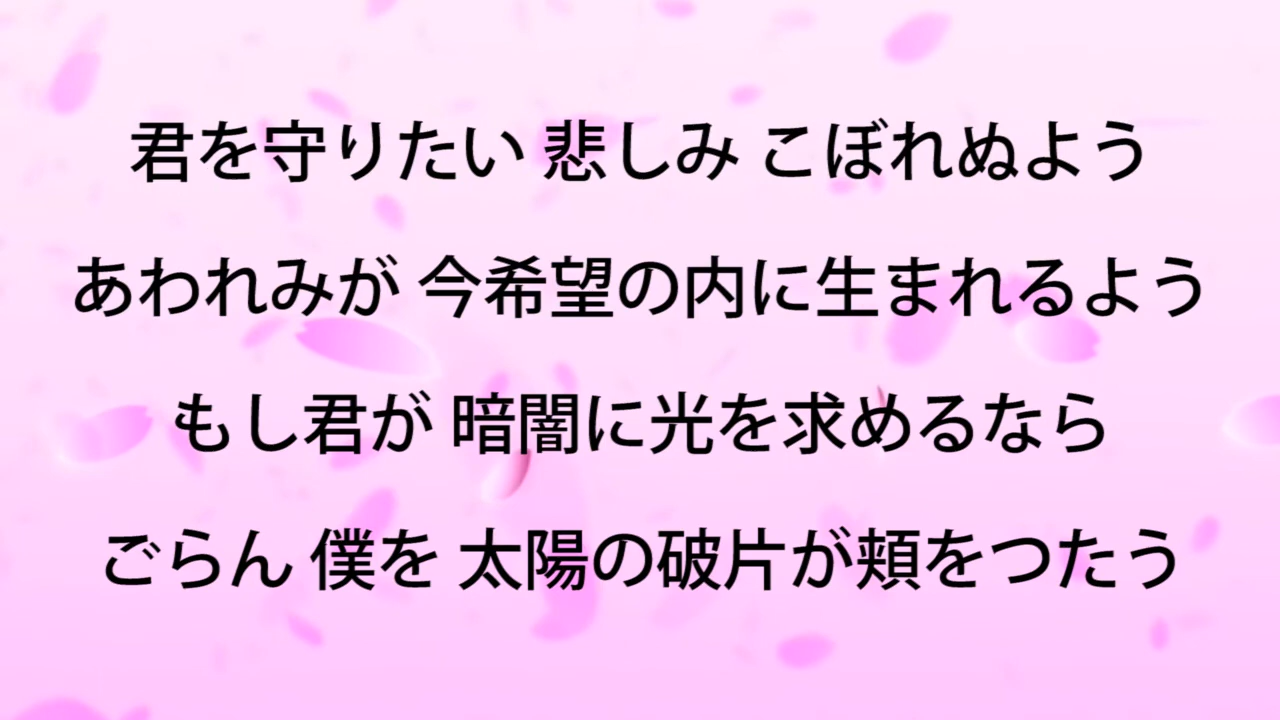 君を守りたい 悲しみ こぼれぬよう
あわれみが 今希望の内に生まれるよう
もし君が 暗闇に光を求めるなら
ごらん 僕を 太陽の破片が頬をつたう